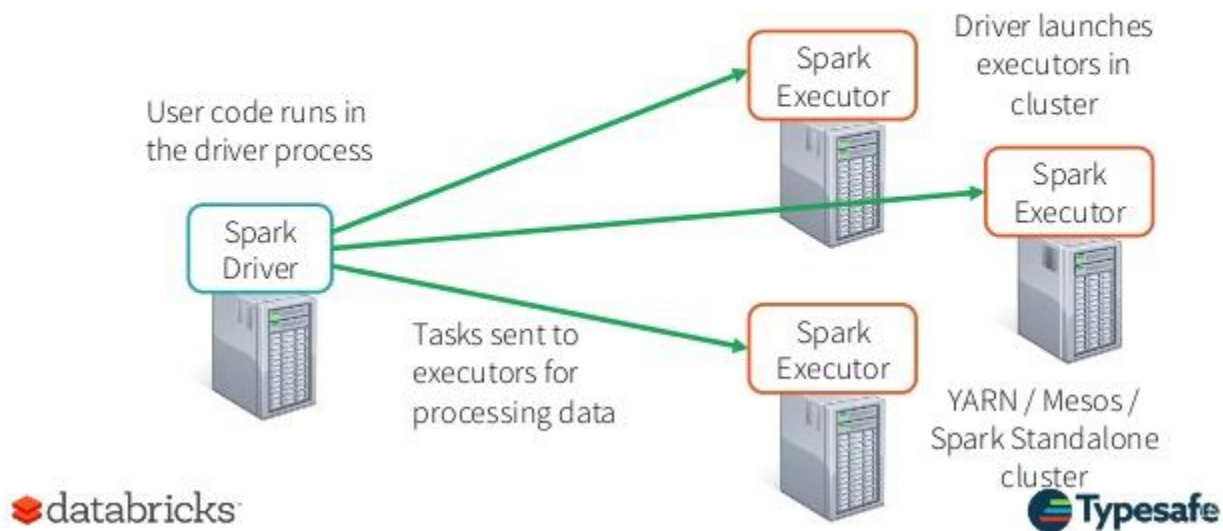 User code runs in
the driver process
Spark
Driver
Tasks sent to
executors for
processing data
Spark
Executor
Driver launches
executors in
cluster
Spark
Executor
Spark
Executor
YARN / Mesos /
Spark Standalone
cluster
databricks
Typesafe